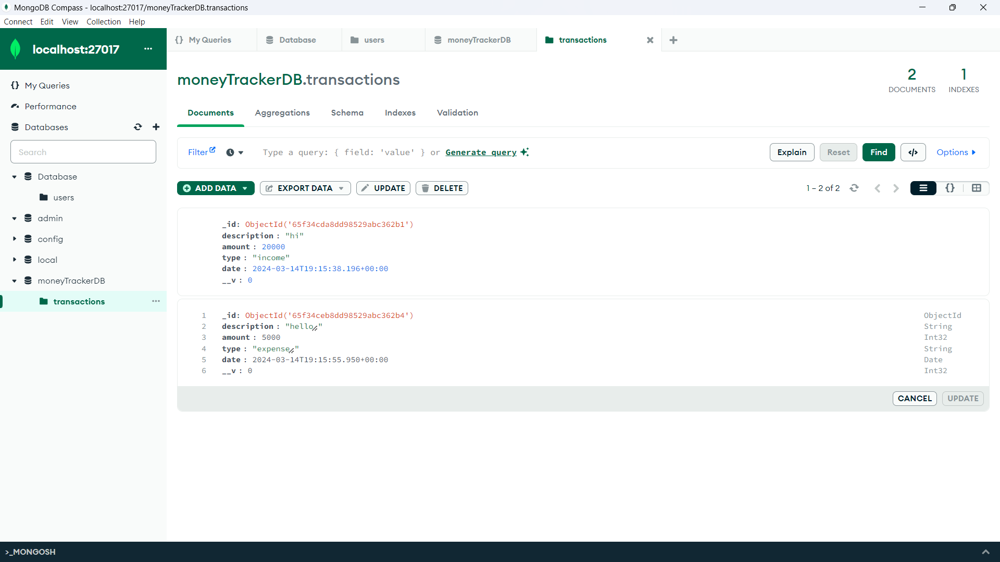 MongoDB Compass - localhost:27017/moneyTrackerDB.transactions
Connect Edit View Collection Help
localhost:27017
My Queries
Performance
Databases
Search
Database
users
admin
config
local
moneyTrackerDB
transactions
My Queries Database users moneyTrackerDB transactions
moneyTrackerDB.transactions
2 DOCUMENTS
1 INDEXES
Documents Aggregations Schema Indexes Validation
Filter Type a query: { field: 'value' } or Generate query Explain Reset Find </> Options
ADD DATA EXPORT DATA UPDATE DELETE 1 – 2 of 2 {}
_id: ObjectId('65f34cda8dd98529abc362b1')
description : "hi"
amount : 20000
type : "income"
date : 2024-03-14T19:15:38.196+00:00
__v : 0
1 _id: ObjectId('65f34ceb8dd98529abc362b4') ObjectId
2 description : "hello" String
3 amount : 5000 Int32
4 type : "expense" String
5 date : 2024-03-14T19:15:55.950+00:00 Date
6 __v : 0 Int32
CANCEL UPDATE
>_MONGOSH